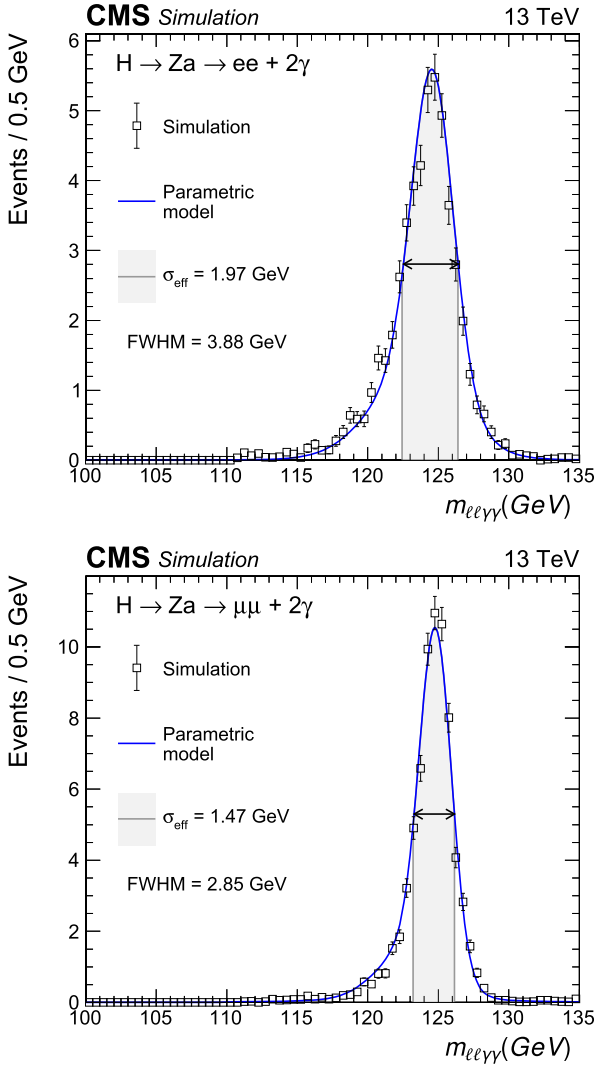 CMS Simulation 13 TeV
Events / 0.5 GeV
H → Za → ee + 2γ
Simulation
Parametric
model
σeff = 1.97 GeV
FWHM = 3.88 GeV
6
5
4
3
2
1
0
100 105 110 115 120 125 130 135
mℓℓγγ(GeV)
CMS Simulation 13 TeV
Events / 0.5 GeV
H → Za → μμ + 2γ
Simulation
Parametric
model
σeff = 1.47 GeV
FWHM = 2.85 GeV
10
8
6
4
2
0
100 105 110 115 120 125 130 135
mℓℓγγ(GeV)